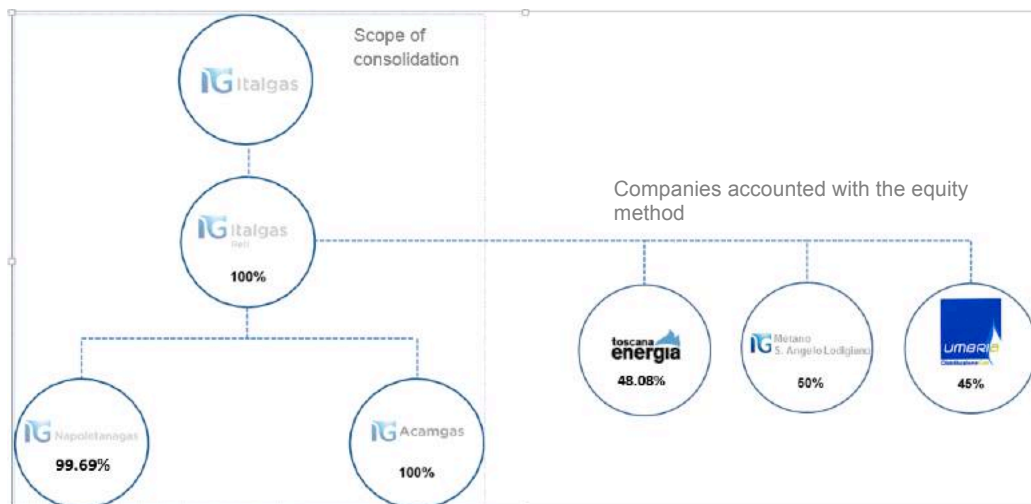 Scope of
consolidation
Italgas
Italgas
Reti
100%
Companies accounted with the equity
method
toscana
energia
48.08%
Metano
S. Angelo Lodigiano
50%
UMBRIA
45%
Napoletanagas
99.69%
Acamgas
100%